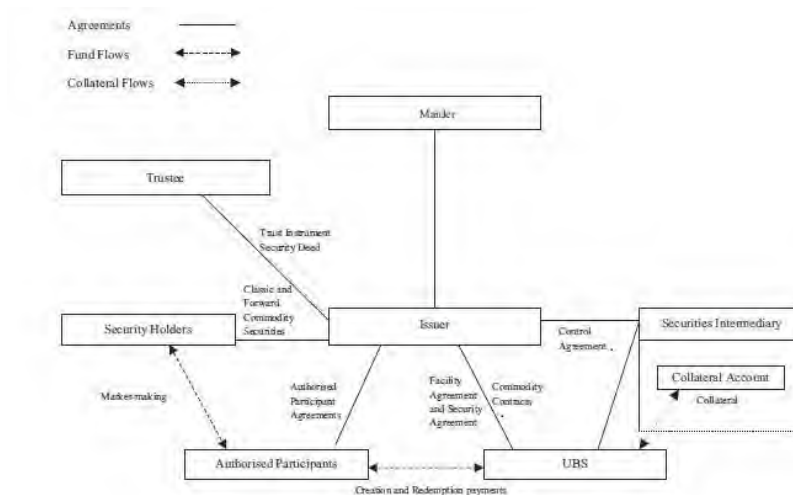 Agreements
Fund Flows
Collateral Flows
Manler
Trustee
Trust Instrument
Security Deed
Classic and
Forward
Commodity
Securities
Security Holders
Issuer
Control
Agreement
Securities Intermediary
Collateral Account
Collateral
Market-making
Authorised
Participant
Agreements
Facility
Agreement
and Security
Agreement
Commodity
Contracts
Authorised Participants
UBS
Creation and Redemption payments